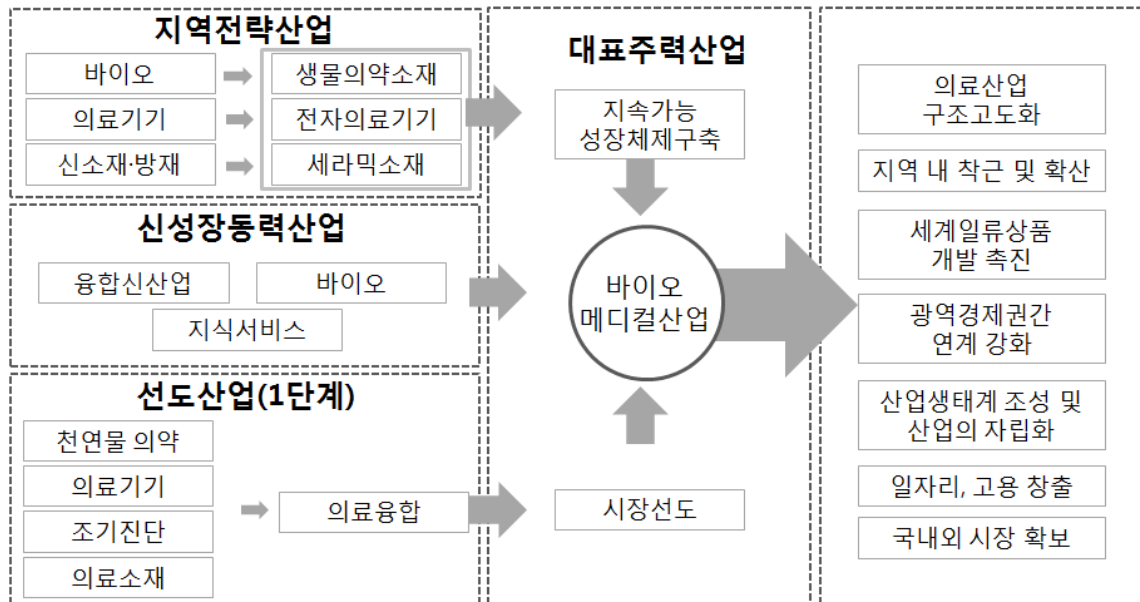 지역전략산업
바이오
생물의약소재
의료기기
전자의료기기
신소재·방재
세라믹소재
신성장동력산업
융합신산업
바이오
지식서비스
선도산업(1단계)
천연물 의약
의료기기
조기진단
의료소재
의료융합
대표주력산업
지속가능
성장체제구축
바이오
메디컬산업
시장선도
의료산업
구조고도화
지역 내 착근 및 확산
세계일류상품
개발 촉진
광역경제권간
연계 강화
산업생태계 조성 및
산업의 자립화
일자리, 고용 창출
국내외 시장 확보